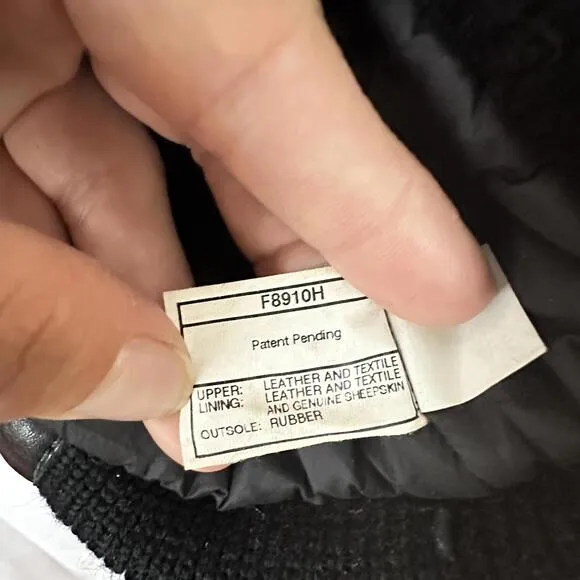 F8910H
Patent Pending
UPPER: LEATHER AND TEXTILE
LINING: LEATHER AND TEXTILE
AND GENUINE SHEEPSKIN
OUTSOLE: RUBBER